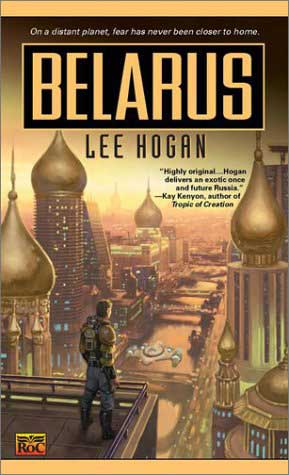 On a distant planet, fear has never been closer to home.
BELARUS
LEE HOGAN
"Highly original...Hogan
delivers an exotic once
and future Russia."
—Kay Kenyon, author of
Tropic of Creation
ROC